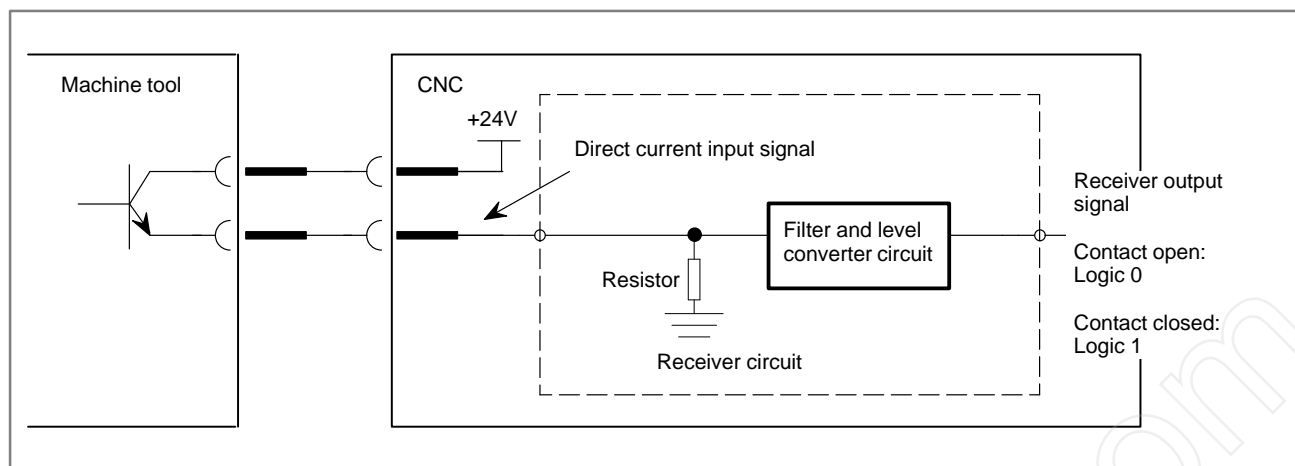 Machine tool
CNC
+24V
Direct current input signal
Receiver output
signal
Filter and level
converter circuit
Contact open:
Logic 0
Resistor
Contact closed:
Logic 1
Receiver circuit
om